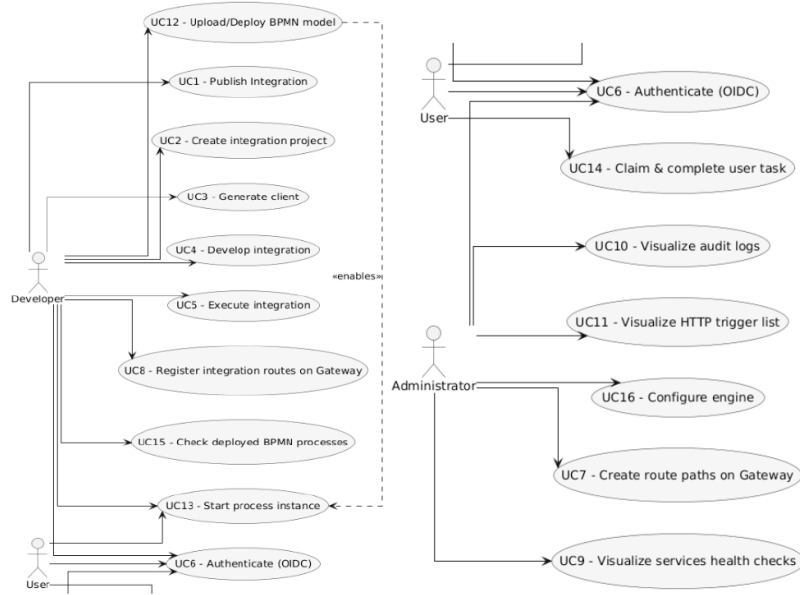 UC12 - Upload/Deploy BPMN model
UC1 - Publish Integration
UC2 - Create integration project
UC3 - Generate client
UC4 - Develop integration
«enables»
Developer
UC5 - Execute integration
UC8 - Register integration routes on Gateway
UC15 - Check deployed BPMN processes
UC13 - Start process instance
UC6 - Authenticate (OIDC)
User
UC6 - Authenticate (OIDC)
User
UC14 - Claim & complete user task
UC10 - Visualize audit logs
UC11 - Visualize HTTP trigger list
Administrator
UC16 - Configure engine
UC7 - Create route paths on Gateway
UC9 - Visualize services health checks